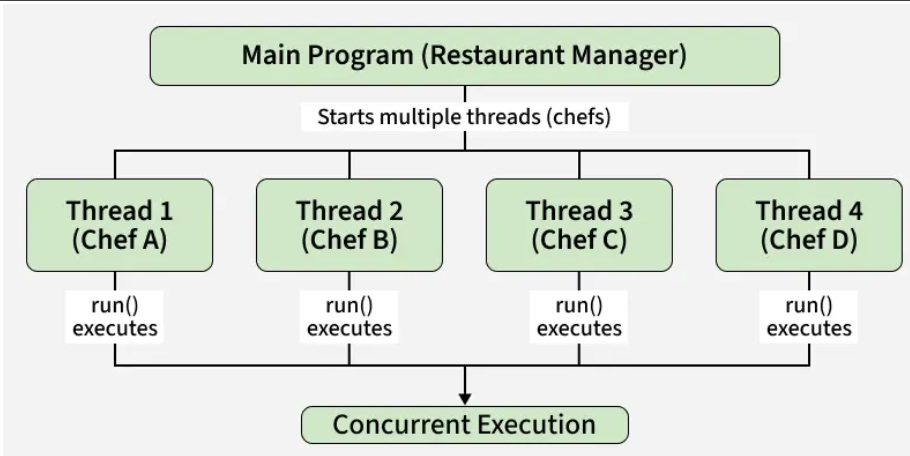 Main Program (Restaurant Manager)
Starts multiple threads (chefs)
Thread 1
(Chef A)
Thread 2
(Chef B)
Thread 3
(Chef C)
Thread 4
(Chef D)
run()
executes
run()
executes
run()
executes
run()
executes
Concurrent Execution